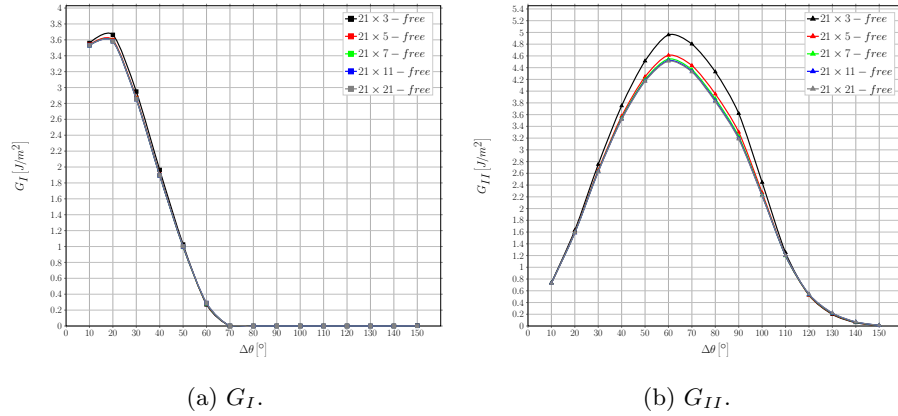 4
3.8
3.6
3.4
3.2
3
2.8
2.6
2.4
2.2
2
1.8
1.6
1.4
1.2
1
0.8
0.6
0.4
0.2
0
G_I [J/m²]
0 10 20 30 40 50 60 70 80 90 100 110 120 130 140 150
Δθ [°]
21 × 3 − free
21 × 5 − free
21 × 7 − free
21 × 11 − free
21 × 21 − free
(a) G_I.
5.4
5.2
5
4.8
4.6
4.4
4.2
4
3.8
3.6
3.4
3.2
3
2.8
2.6
2.4
2.2
2
1.8
1.6
1.4
1.2
1
0.8
0.6
0.4
0.2
0
G_II [J/m²]
0 10 20 30 40 50 60 70 80 90 100 110 120 130 140 150
Δθ [°]
21 × 3 − free
21 × 5 − free
21 × 7 − free
21 × 11 − free
21 × 21 − free
(b) G_II.